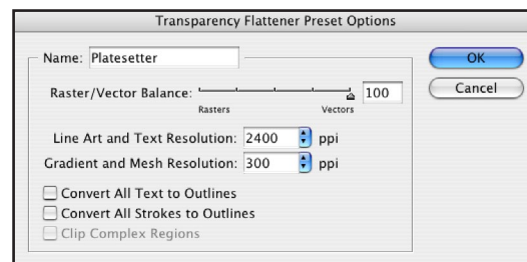 Transparency Flattener Preset Options
Name: Platesetter
OK
Raster/Vector Balance: 100
Cancel
Rasters Vectors
Line Art and Text Resolution: 2400 ppi
Gradient and Mesh Resolution: 300 ppi
Convert All Text to Outlines
Convert All Strokes to Outlines
Clip Complex Regions